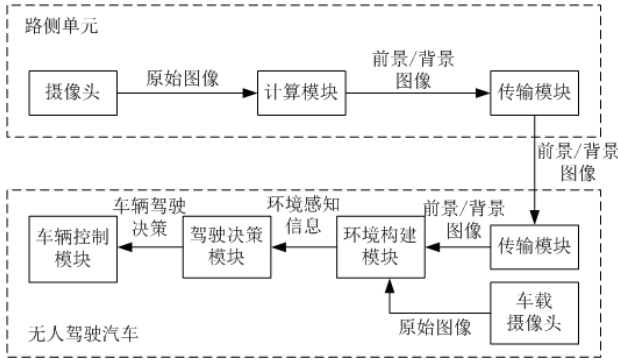 路侧单元
摄像头
原始图像
计算模块
前景/背景
图像
传输模块
前景/背景
图像
车辆控制
模块
车辆驾驶
决策
驾驶决策
模块
环境感知
信息
环境构建
模块
前景/背景
图像
传输模块
车载
摄像头
原始图像
无人驾驶汽车